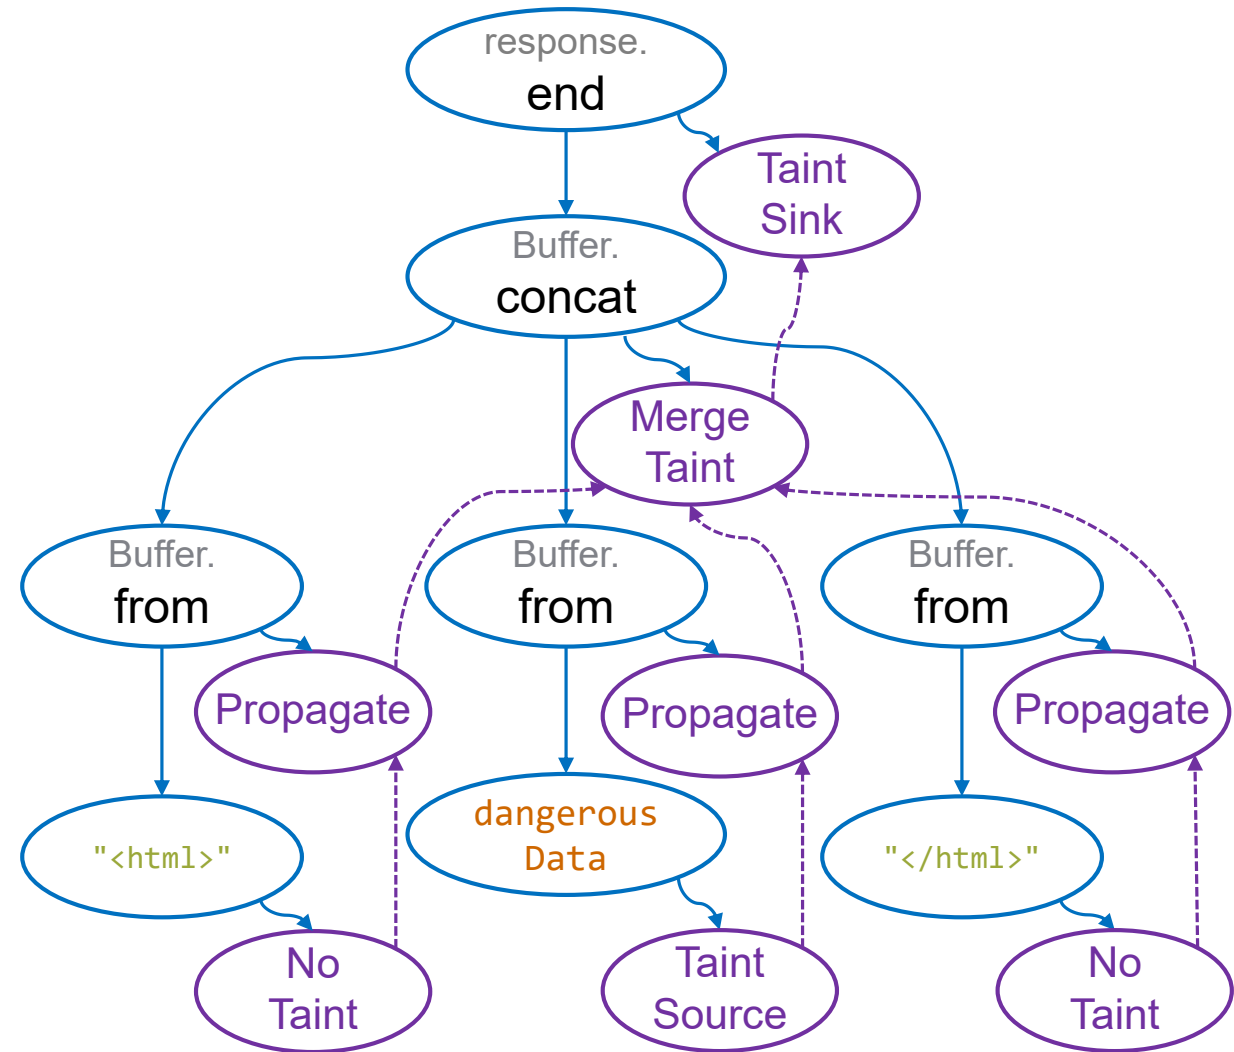 response.
end
Taint
Sink
Buffer.
concat
Merge
Taint
Buffer.
from
Buffer.
from
Buffer.
from
Propagate
Propagate
Propagate
"<html>"
dangerous
Data
"</html>"
No
Taint
Taint
Source
No
Taint